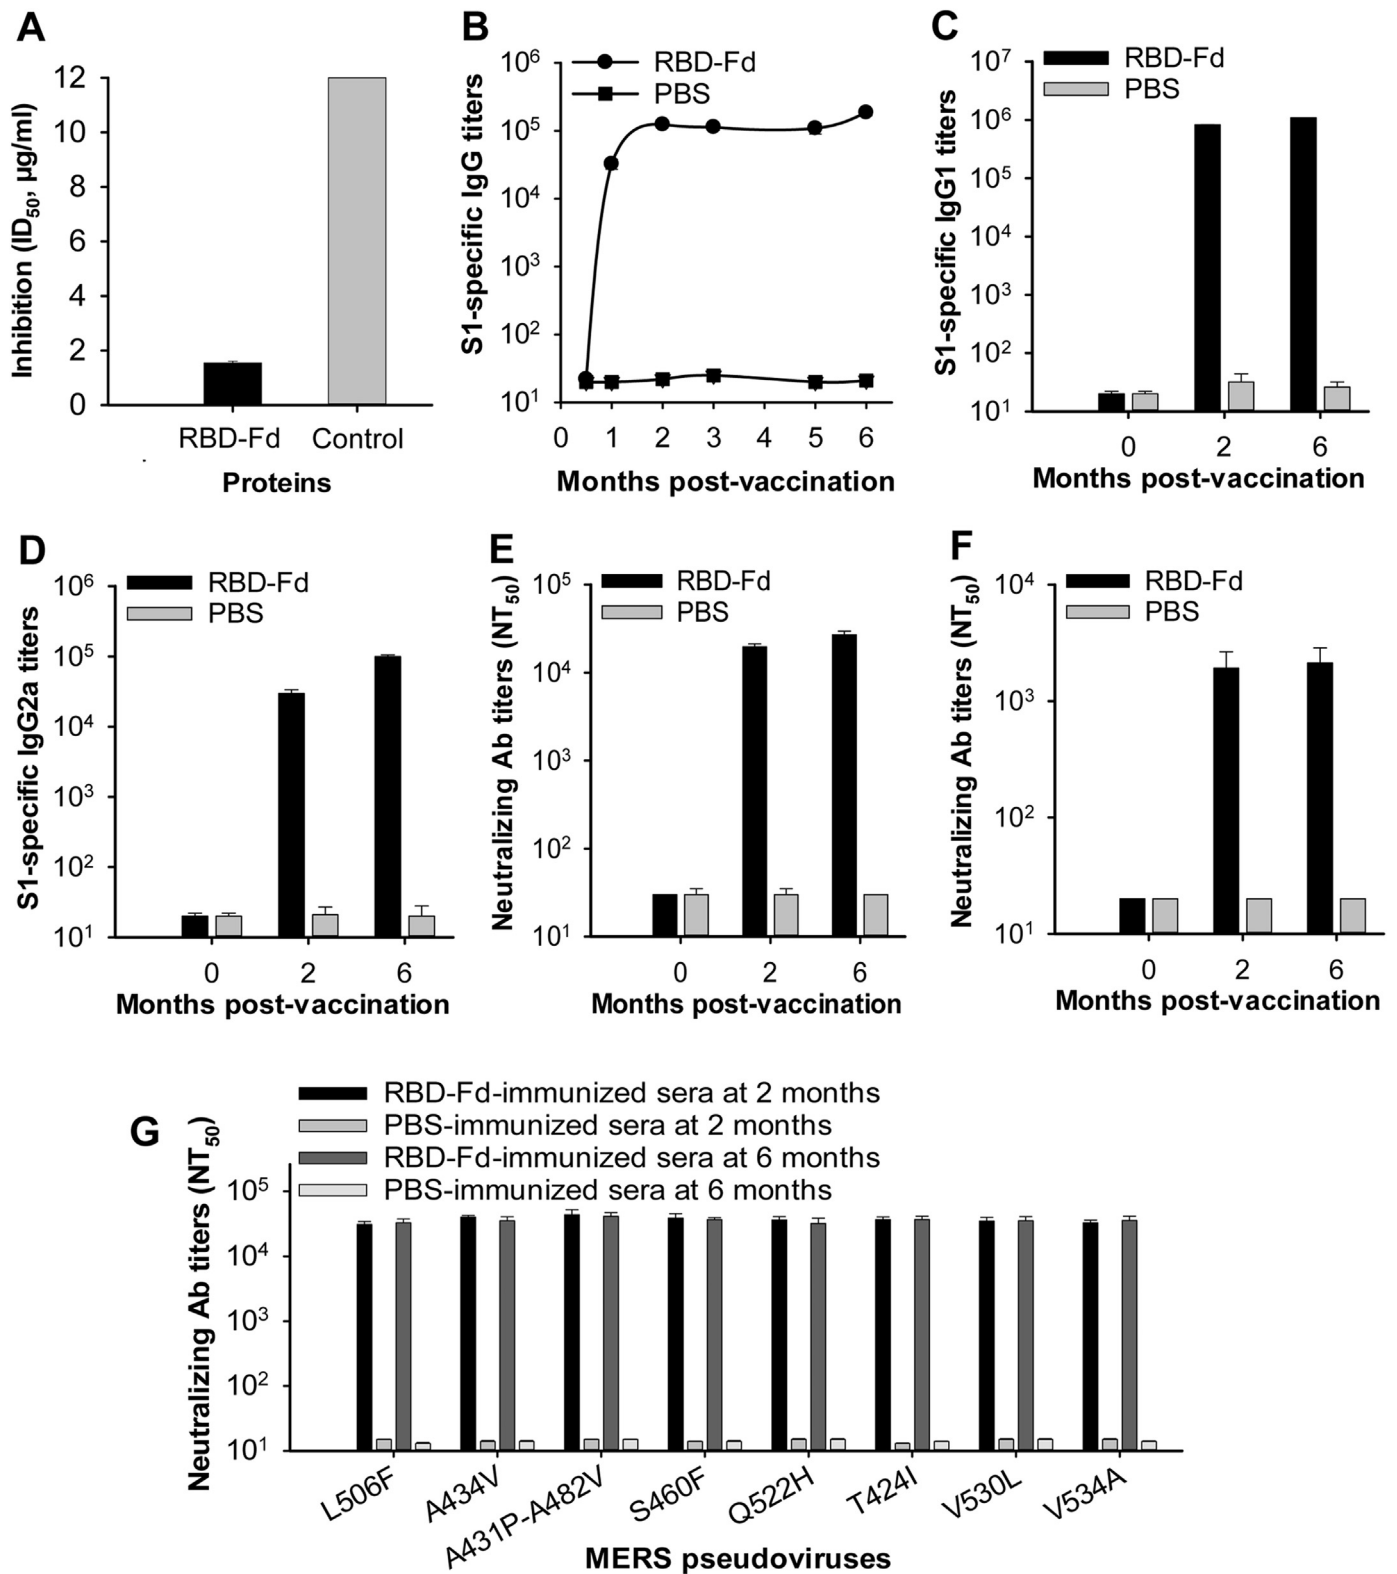 A
Inhibition (ID50, µg/ml)
12
10
8
6
4
2
0
RBD-Fd Control
Proteins
B
S1-specific IgG titers
RBD-Fd
PBS
10^6
10^5
10^4
10^3
10^2
10^1
0 1 2 3 4 5 6
Months post-vaccination
C
S1-specific IgG1 titers
RBD-Fd
PBS
10^7
10^6
10^5
10^4
10^3
10^2
10^1
0 2 6
Months post-vaccination
D
S1-specific IgG2a titers
RBD-Fd
PBS
10^6
10^5
10^4
10^3
10^2
10^1
0 2 6
Months post-vaccination
E
Neutralizing Ab titers (NT50)
RBD-Fd
PBS
10^5
10^4
10^3
10^2
10^1
0 2 6
Months post-vaccination
F
Neutralizing Ab titers (NT50)
RBD-Fd
PBS
10^4
10^3
10^2
10^1
0 2 6
Months post-vaccination
G
Neutralizing Ab titers (NT50)
RBD-Fd-immunized sera at 2 months
PBS-immunized sera at 2 months
RBD-Fd-immunized sera at 6 months
PBS-immunized sera at 6 months
10^5
10^4
10^3
10^2
10^1
L506F
A434V
A431P-A482V
S460F
Q522H
T424I
V530L
V534A
MERS pseudoviruses